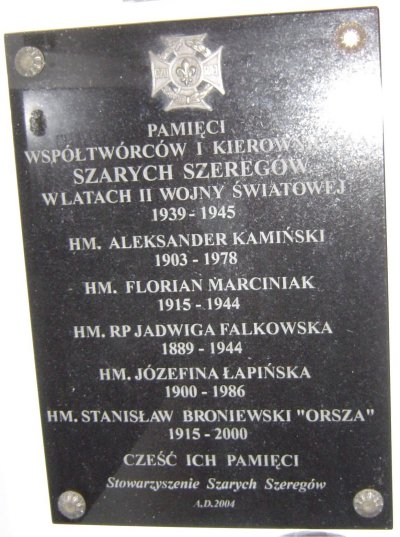 PAMIĘCI
WSPÓŁTWÓRCÓW I
SZARYCH SZEREGÓW
W LATACH II WOJNY ŚWIATOWEJ
1939 - 1945
HM. ALEKSANDER KAMIŃSKI
1903 - 1978
HM. FLORIAN MARCINIAK
1915 - 1944
HM. RP JADWIGA FALKOWSKA
1889 - 1944
HM. JÓZEFINA ŁAPIŃSKA
1900 - 1986
HM. STANISŁAW BRONIEWSKI "ORSZA"
1915 - 2000
CZEŚĆ ICH PAMIĘCI
Stowarzyszenie Szarych Szeregów
A.D. 2004